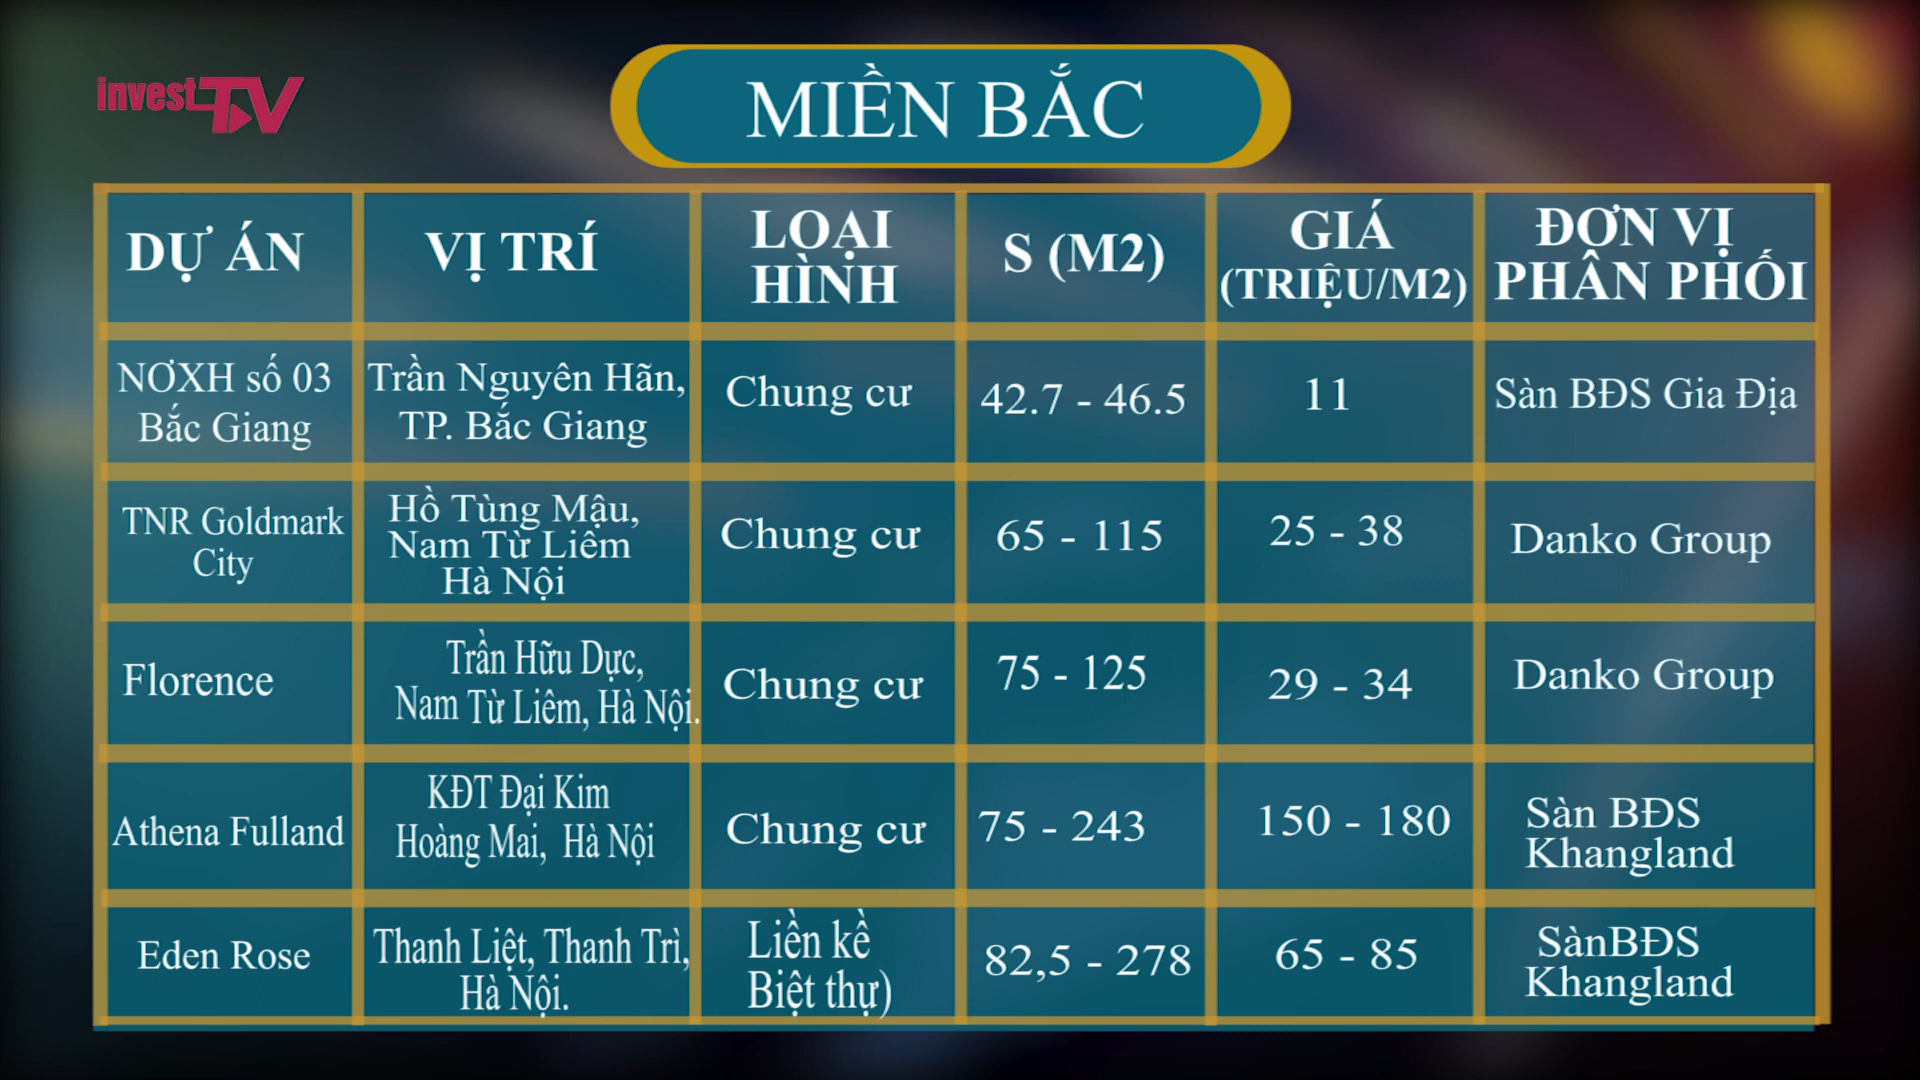 invest TV
MIỀN BẮC
DỰ ÁN
VỊ TRÍ
LOẠI
HÌNH
S (M2)
GIÁ
(TRIỆU/M2)
ĐƠN VỊ
PHÂN PHỐI
NƠXH số 03
Bắc Giang
Trần Nguyên Hãn,
TP. Bắc Giang
Chung cư
42.7 - 46.5
11
Sàn BĐS Gia Địa
TNR Goldmark
City
Hồ Tùng Mậu,
Nam Từ Liêm
Hà Nội
Chung cư
65 - 115
25 - 38
Danko Group
Florence
Trần Hữu Dực,
Nam Từ Liêm, Hà Nội.
Chung cư
75 - 125
29 - 34
Danko Group
Athena Fulland
KĐT Đại Kim
Hoàng Mai, Hà Nội
Chung cư
75 - 243
150 - 180
Sàn BĐS
Khangland
Eden Rose
Thanh Liệt, Thanh Trì,
Hà Nội.
Liền kề
Biệt thự)
82,5 - 278
65 - 85
SànBĐS
Khangland